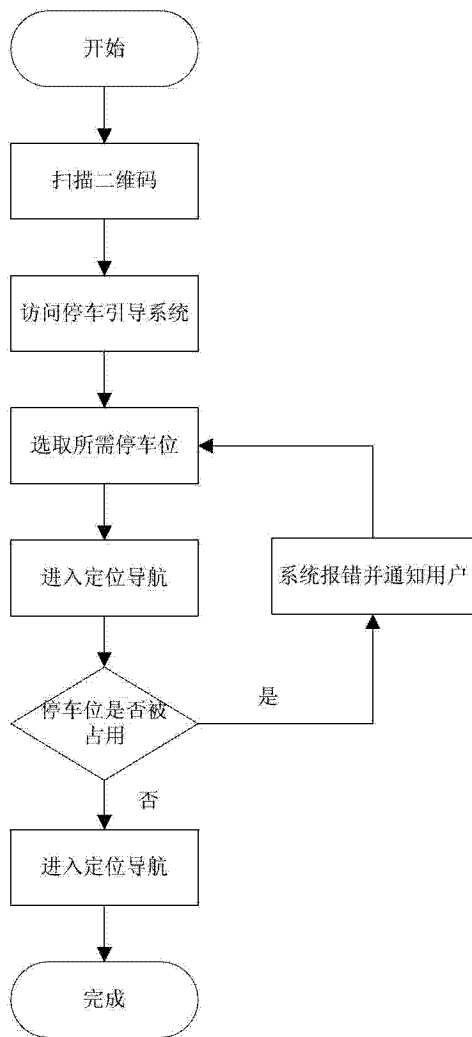 开始
扫描二维码
访问停车引导系统
选取所需停车位
进入定位导航
系统报错并通知用户
停车位是否被
占用
是
否
进入定位导航
完成